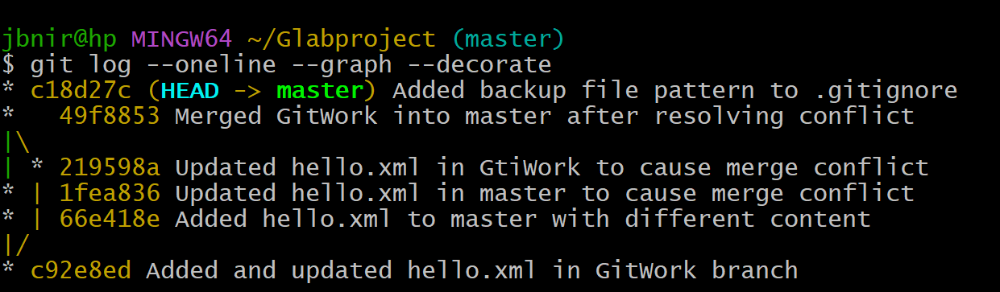 jbnir@hp MINGW64 ~/Glabproject (master)
$ git log --oneline --graph --decorate
* c18d27c (HEAD -> master) Added backup file pattern to .gitignore
*   49f8853 Merged GitWork into master after resolving conflict
|\
| * 219598a Updated hello.xml in GtiWork to cause merge conflict
* | 1fea836 Updated hello.xml in master to cause merge conflict
* | 66e418e Added hello.xml to master with different content
|/
* c92e8ed Added and updated hello.xml in GitWork branch